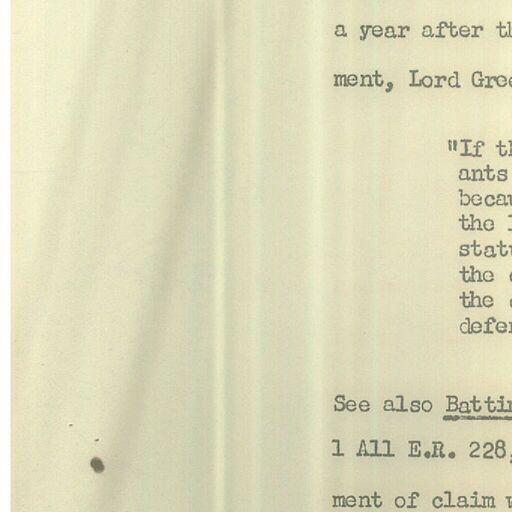 a year after th
ment, Lord Gree
"If th
ants
becau
the l
statu
the
the
defen
See also Battin
1 All E.R. 228,
ment of claim w